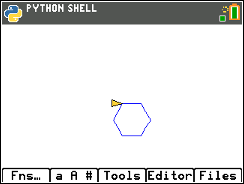 PYTHON SHELL
Fns… a A # Tools Editor Files